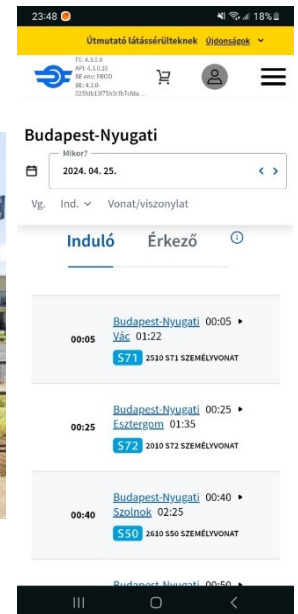 23:48 18%
Útmutató látássérülteknek Újdonságok
FE: 4.3.0.8
API: 4.3.0.10
BE env: PROD
BE: 4.3.0-
Budapest-Nyugati
Mikor?
2024. 04. 25.
Vg. Ind. Vonat/viszonylat
Induló Érkező
00:05
Budapest-Nyugati 00:05
Vác 01:22
S71 2510 S71 SZEMÉLYVONAT
00:25
Budapest-Nyugati 00:25
Esztergom 01:35
S72 2010 S72 SZEMÉLYVONAT
00:40
Budapest-Nyugati 00:40
Szolnok 02:25
S50 2610 S50 SZEMÉLYVONAT
Budapest-Nyugati 00:50